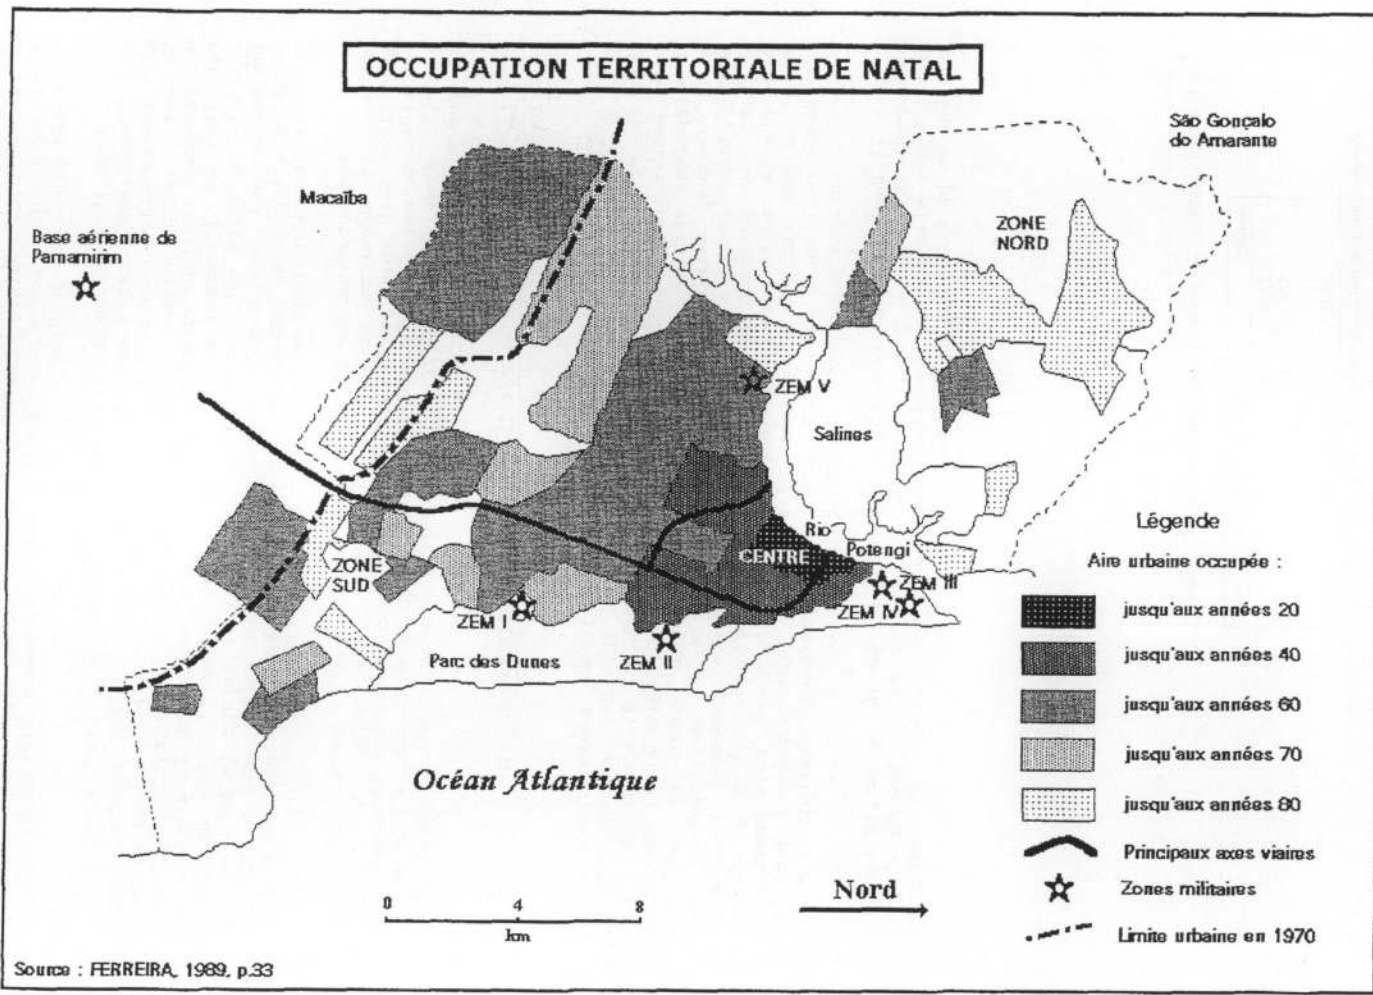 OCCUPATION TERRITORIALE DE NATAL
São Gonçalo
do Amarante
Macaïba
ZONE
NORD
Base aérienne de
Parnamirim
ZEM V
Salines
Légende
Rio
Potengi
CENTRE
Aire urbaine occupée :
ZONE
SUD
ZEM III
ZEM IV
ZEM I
ZEM II
Parc des Dunes
jusqu'aux années 20
jusqu'aux années 40
jusqu'aux années 60
jusqu'aux années 70
jusqu'aux années 80
Océan Atlantique
Principaux axes viaires
Zones militaires
Limite urbaine en 1970
Nord
0 4 8
km
Source : FERREIRA, 1989, p.33